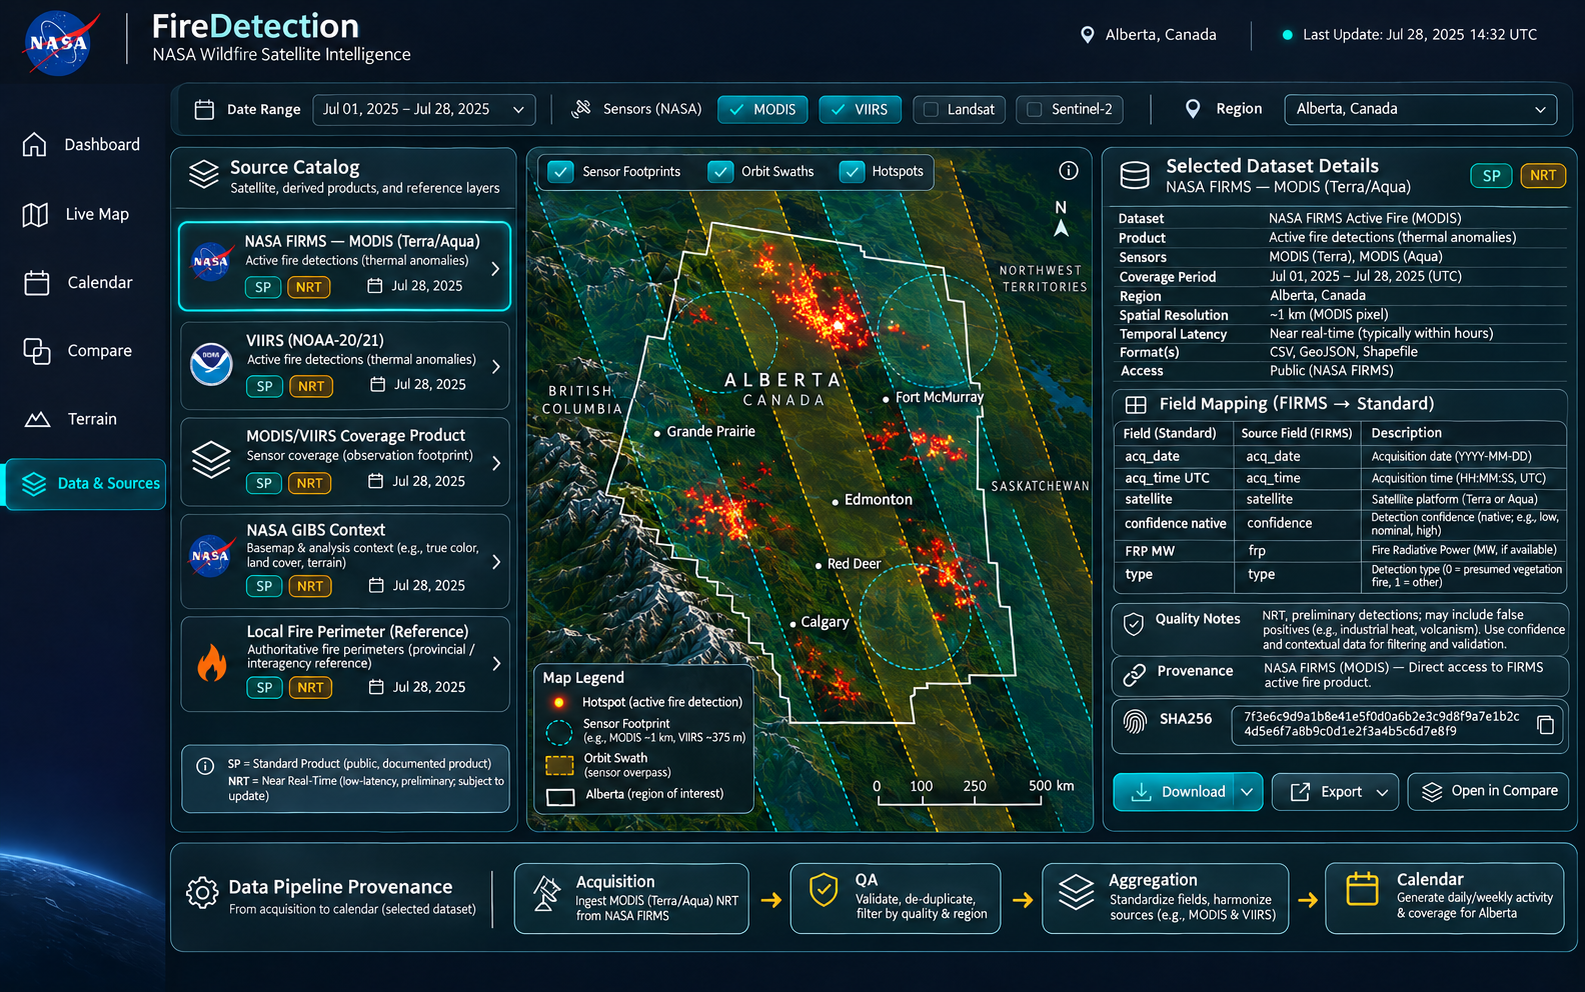 NASA
FireDetection
NASA Wildfire Satellite Intelligence
Alberta, Canada
Last Update: Jul 28, 2025 14:32 UTC
Dashboard
Live Map
Calendar
Compare
Terrain
Data & Sources
Date Range
Jul 01, 2025 – Jul 28, 2025
Sensors (NASA)
MODIS
VIIRS
Landsat
Sentinel-2
Region
Alberta, Canada
Source Catalog
Satellite, derived products, and reference layers
NASA
NASA FIRMS — MODIS (Terra/Aqua)
Active fire detections (thermal anomalies)
SP
NRT
Jul 28, 2025
VIIRS (NOAA-20/21)
Active fire detections (thermal anomalies)
SP
NRT
Jul 28, 2025
MODIS/VIIRS Coverage Product
Sensor coverage (observation footprint)
SP
NRT
Jul 28, 2025
NASA
NASA GIBS Context
Basemap & analysis context (e.g., true color,
land cover, terrain)
SP
NRT
Jul 28, 2025
Local Fire Perimeter (Reference)
Authoritative fire perimeters (provincial /
interagency reference)
SP
NRT
Jul 28, 2025
SP = Standard Product (public, documented product)
NRT = Near Real-Time (low-latency, preliminary; subject to
update)
Sensor Footprints
Orbit Swaths
Hotspots
N
NORTHWEST
TERRITORIES
BRITISH
COLUMBIA
ALBERTA
CANADA
Fort McMurray
Grande Prairie
SASKATCHEWAN
Edmonton
Red Deer
Calgary
Map Legend
Hotspot (active fire detection)
Sensor Footprint
(e.g., MODIS ~1 km, VIIRS ~375 m)
Orbit Swath
(sensor overpass)
Alberta (region of interest)
0 100 250 500 km
Selected Dataset Details
NASA FIRMS — MODIS (Terra/Aqua)
SP
NRT
Dataset NASA FIRMS Active Fire (MODIS)
Product Active fire detections (thermal anomalies)
Sensors MODIS (Terra), MODIS (Aqua)
Coverage Period Jul 01, 2025 – Jul 28, 2025 (UTC)
Region Alberta, Canada
Spatial Resolution ~1 km (MODIS pixel)
Temporal Latency Near real-time (typically within hours)
Format(s) CSV, GeoJSON, Shapefile
Access Public (NASA FIRMS)
Field Mapping (FIRMS → Standard)
Field (Standard) Source Field (FIRMS) Description
acq_date acq_date Acquisition date (YYYY-MM-DD)
acq_time UTC acq_time Acquisition time (HH:MM:SS, UTC)
satellite satellite Satelllite platform (Terra or Aqua)
confidence native confidence Detection confidence (native; e.g., low,
nominal, high)
FRP MW frp Fire Radiative Power (MW, if available)
type type Detection type (0 = presumed vegetation
fire, 1 = other)
Quality Notes
NRT, preliminary detections; may include false
positives (e.g., industrial heat, volcanism). Use confidence
and contextual data for filtering and validation.
Provenance
NASA FIRMS (MODIS) — Direct access to FIRMS
active fire product.
SHA256
7f3e6c9d9a1b8e41e5f0d0a6b2e3c9d8f9a7e1b2c
4d5e6f7a8b9c0d1e2f3a4b5c6d7e8f9
Download
Export
Open in Compare
Data Pipeline Provenance
From acquisition to calendar (selected dataset)
Acquisition
Ingest MODIS (Terra/Aqua) NRT
from NASA FIRMS
QA
Validate, de-duplicate,
filter by quality & region
Aggregation
Standardize fields, harmonize
sources (e.g., MODIS & VIIRS)
Calendar
Generate daily/weekly activity
& coverage for Alberta